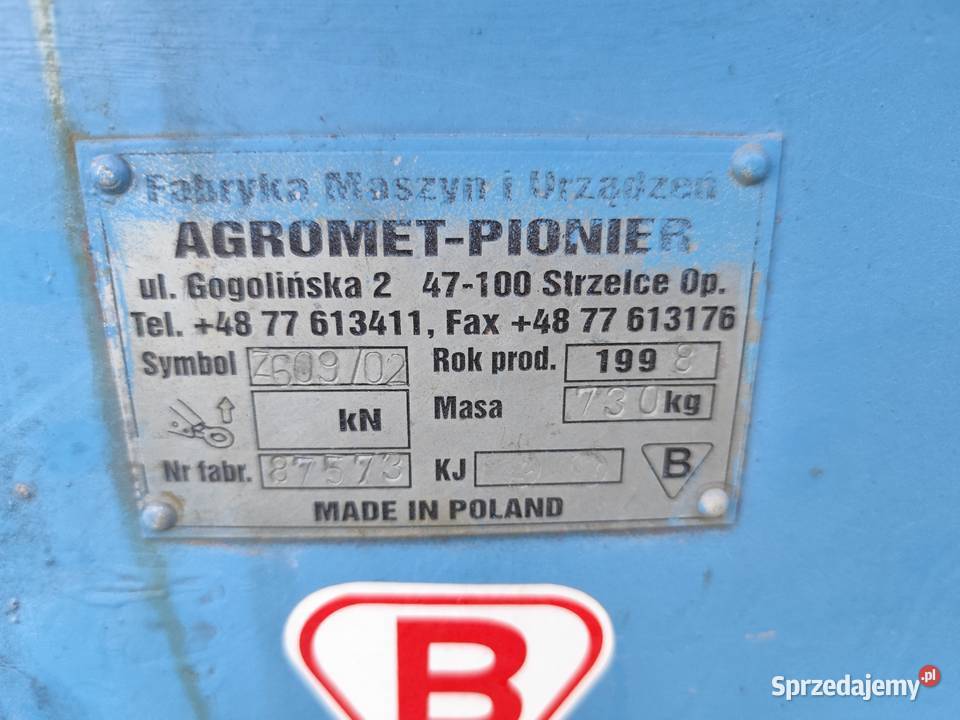 Fabryka Maszyn i Urządzeń
AGROMET-PIONIER
ul. Gogolińska 2 47-100 Strzelce Op.
Tel. +48 77 613411, Fax +48 77 613176
Symbol Z609/02 Rok prod. 1998
kN Masa 730 kg
Nr fabr. 87573 KJ B
MADE IN POLAND
B
Sprzedajemy.pl